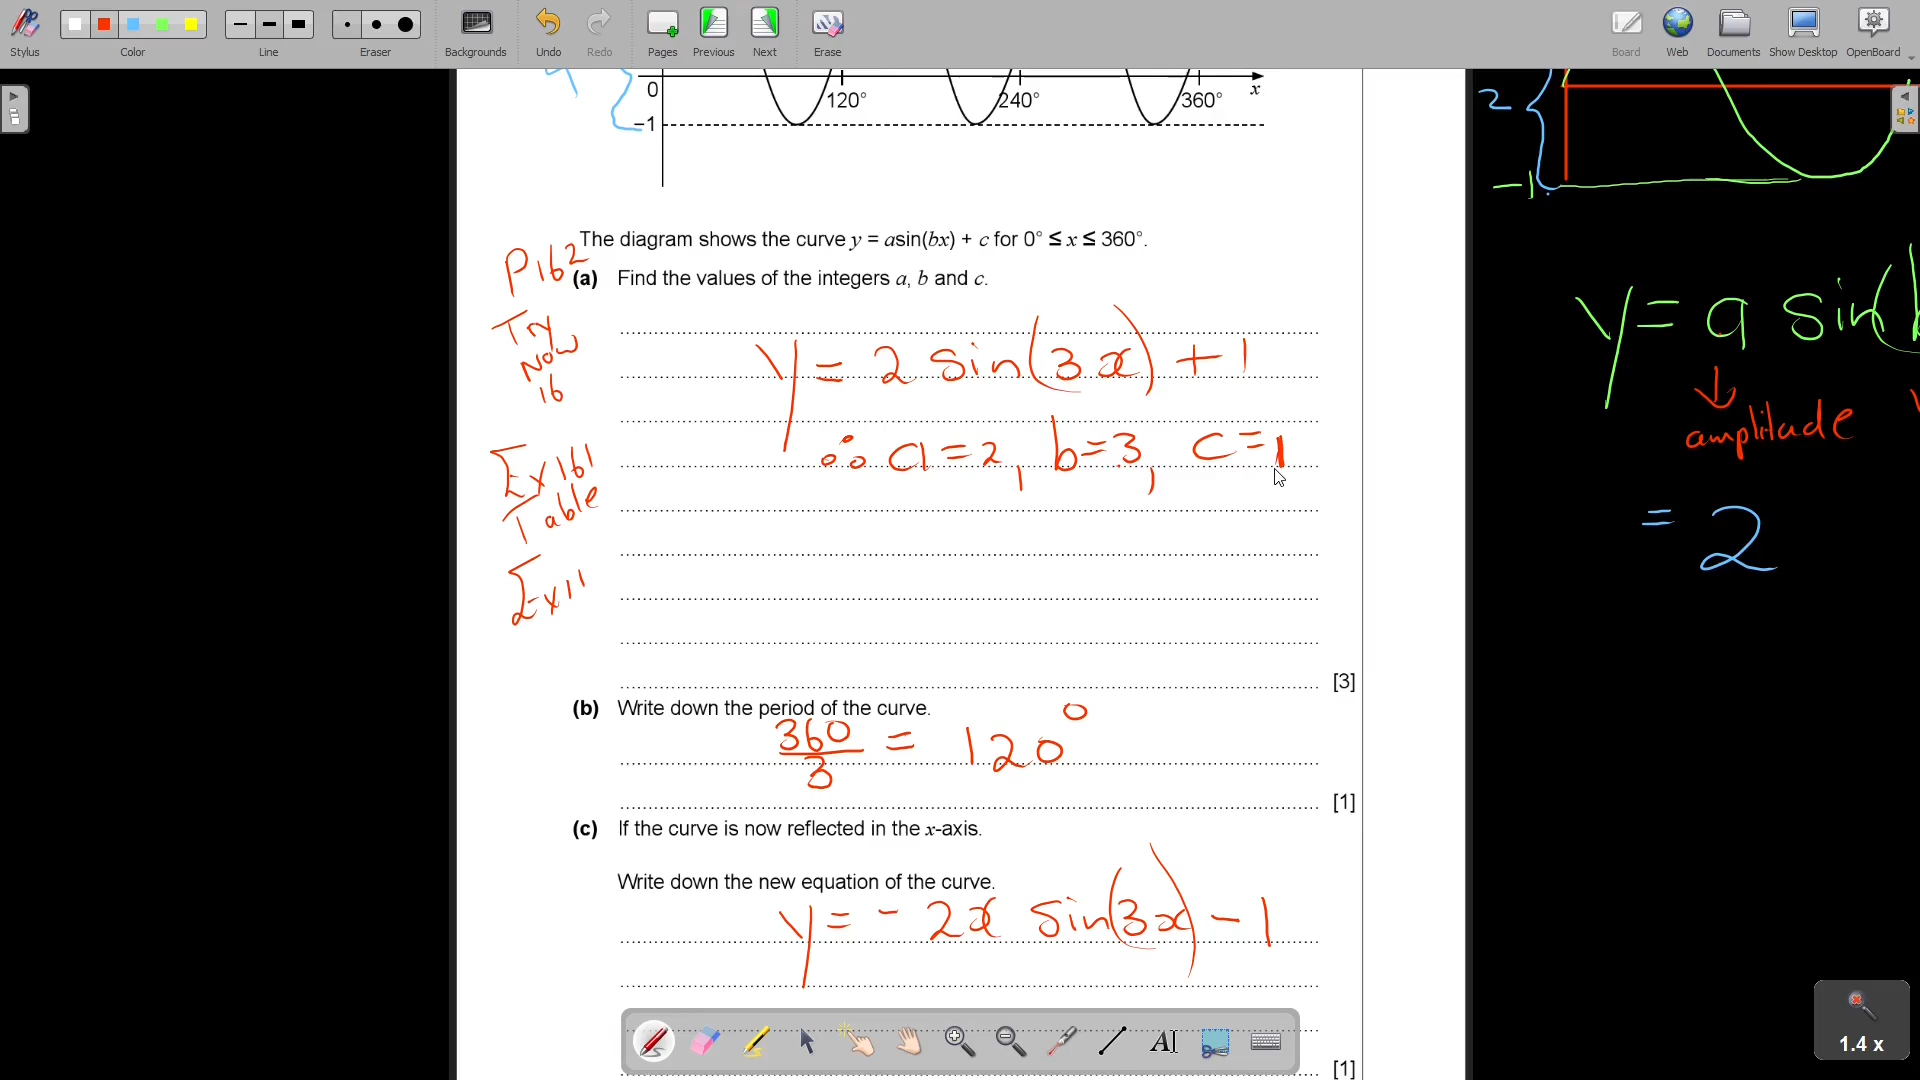 Stylus Color Line Eraser Backgrounds Undo Redo Pages Previous Next Erase Board Web Documents Show Desktop OpenBoard
0 120° 240° 360° x
−1
The diagram shows the curve y = asin(bx) + c for 0° ≤ x ≤ 360°.
(a) Find the values of the integers a, b and c.
P162
Try
Now
16
y = 2 sin(3x) + 1
∴ a = 2, b = 3, c = 1
Ex 161
Table
Ex 11
[3]
(b) Write down the period of the curve.
360/3 = 120°
[1]
(c) If the curve is now reflected in the x-axis.
Write down the new equation of the curve.
y = - 2x sin(3x) - 1
[1]
2
-1
y = a sin(
amplitude
= 2
1.4 x